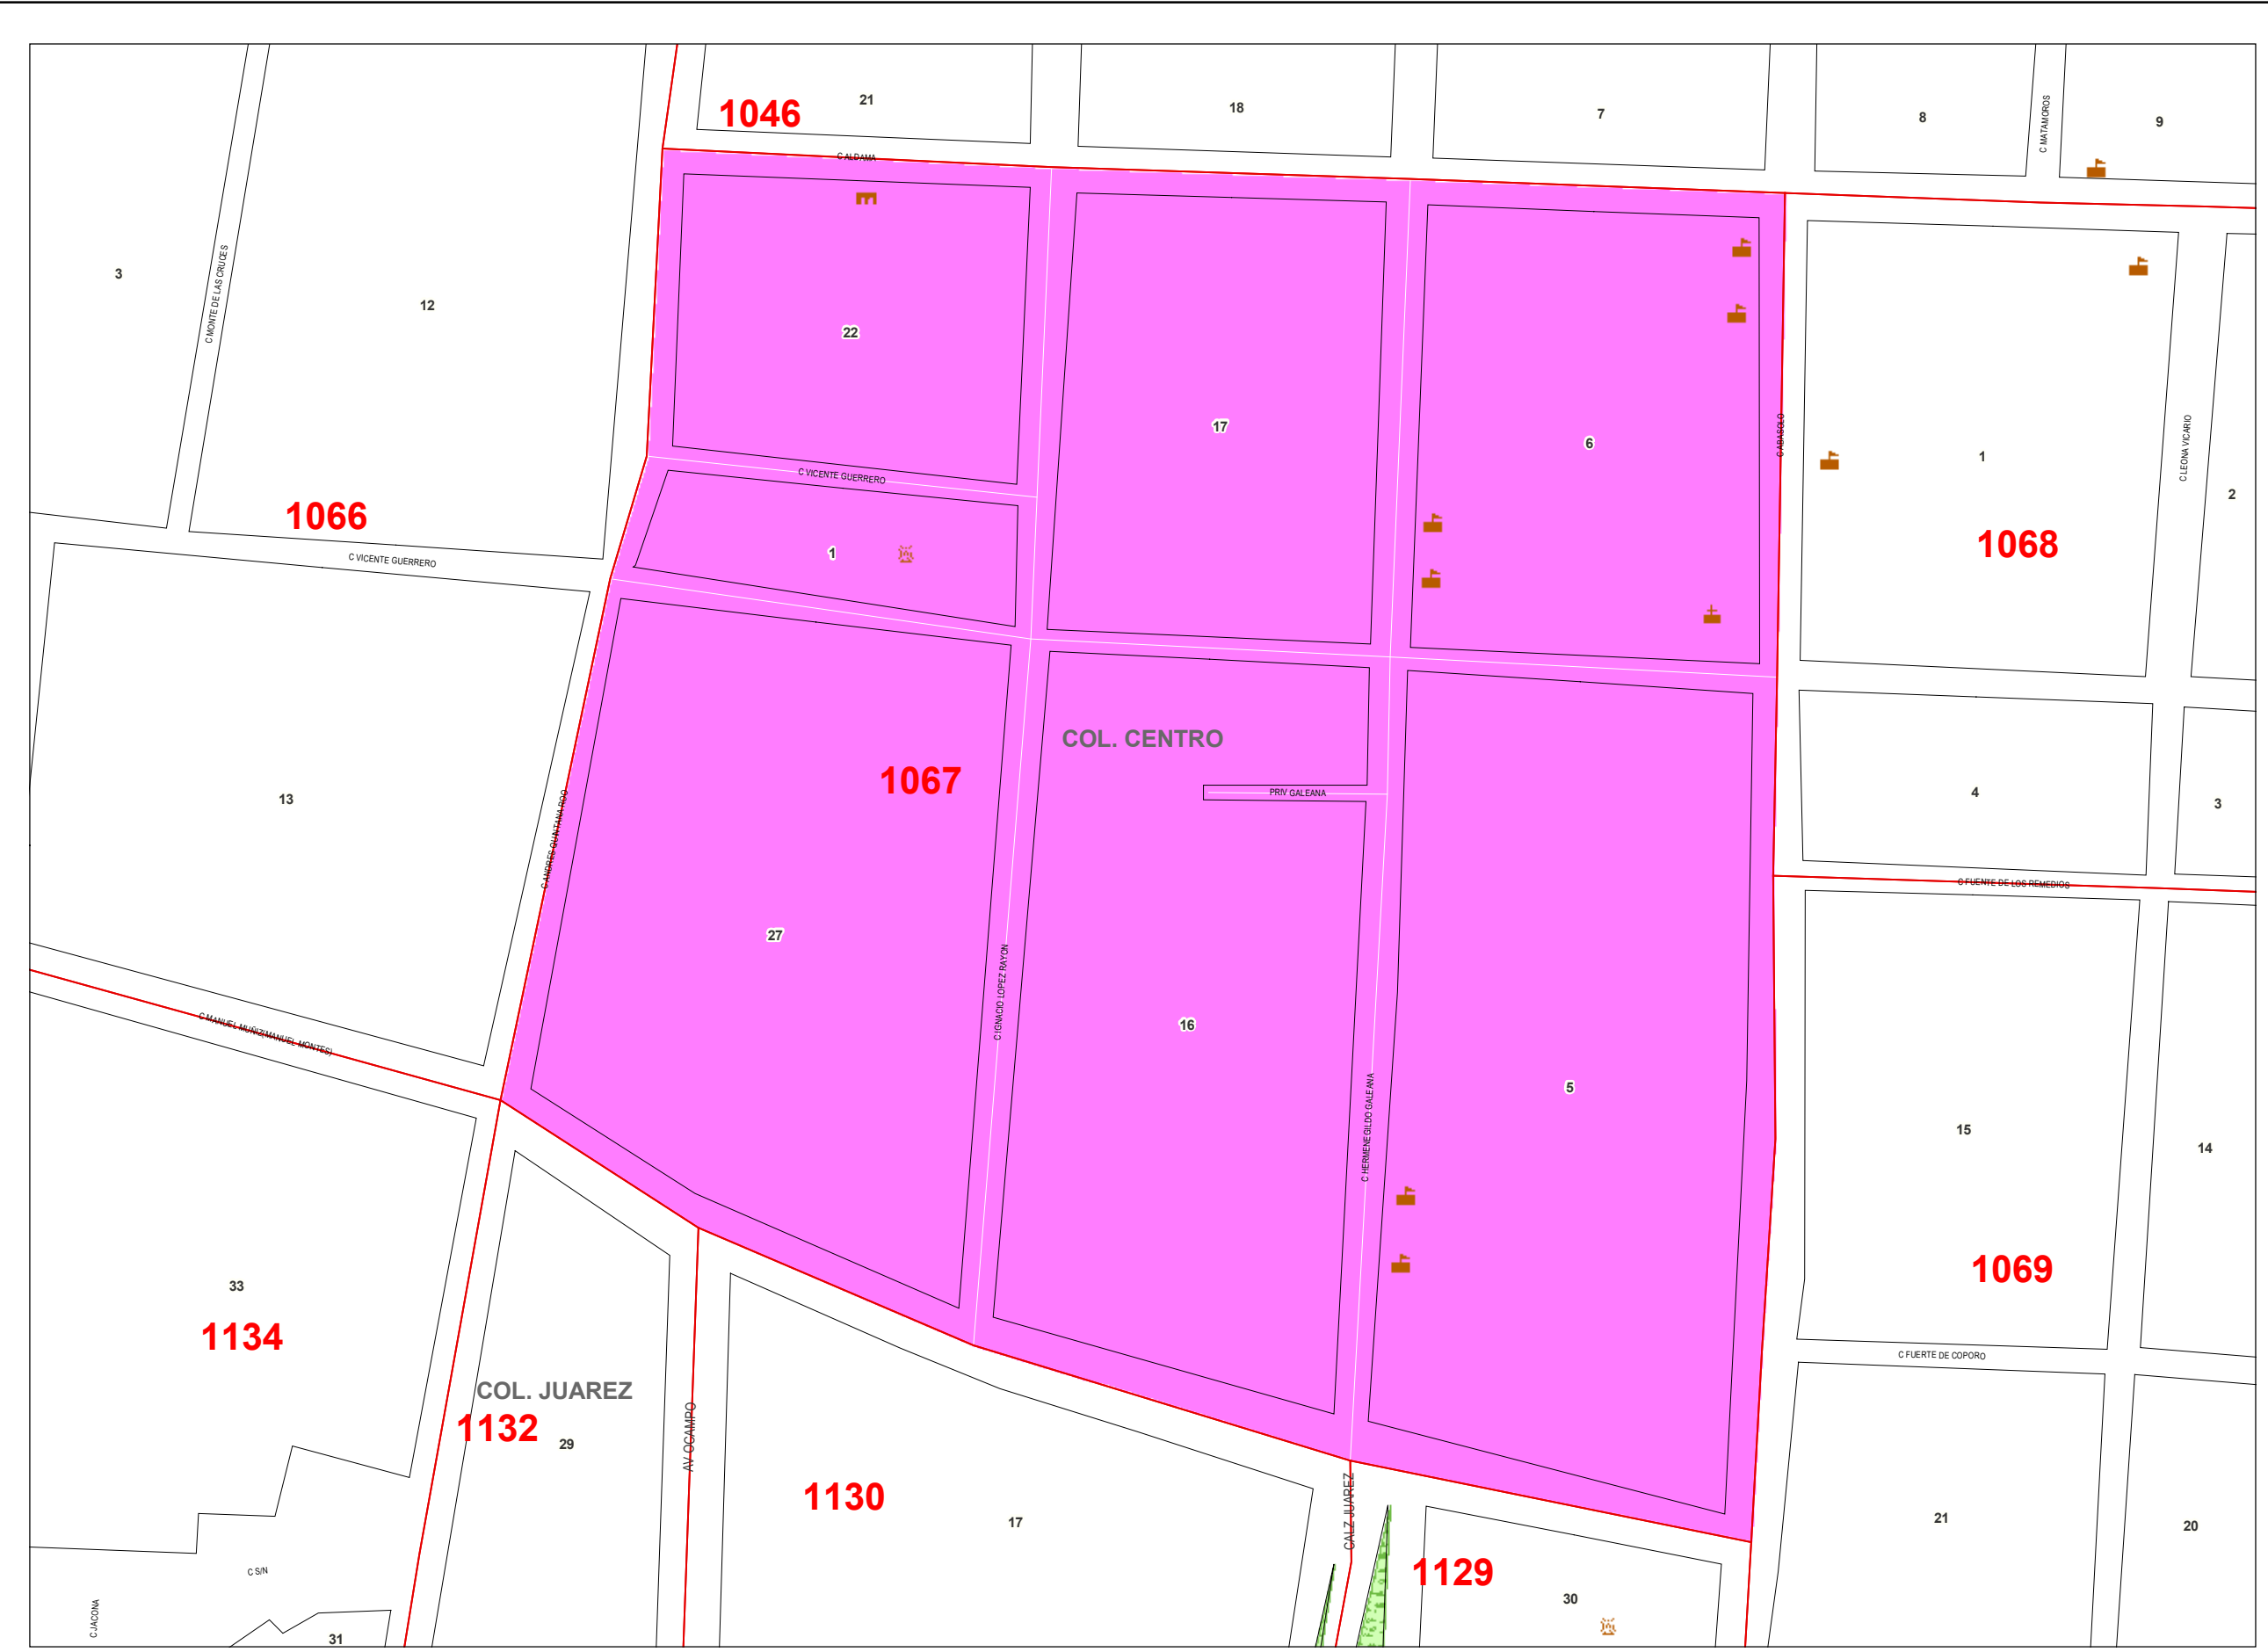 21
1046
18
7
8
C MATAMOROS
9
C ALDAMA
3
C MONTE DE LAS CRUCES
12
22
17
6
C ABASOLO
1
C LEONA VICARIO
2
C VICENTE GUERRERO
1066
C VICENTE GUERRERO
1
1068
COL. CENTRO
1067
PRIV GALEANA
13
C ANDRES QUINTANA ROO
4
3
C FUENTE DE LOS REMEDIOS
27
C IGNACIO LOPEZ RAYON
16
C MANUEL MUÑIZ(MANUEL MONTES)
C HERMENEGILDO GALEANA
5
15
14
33
1134
1069
C FUERTE DE COPORO
COL. JUAREZ
1132
29
AV OCAMPO
1130
17
CALZ JUAREZ
1129
30
21
20
C S/N
C JACONA
31